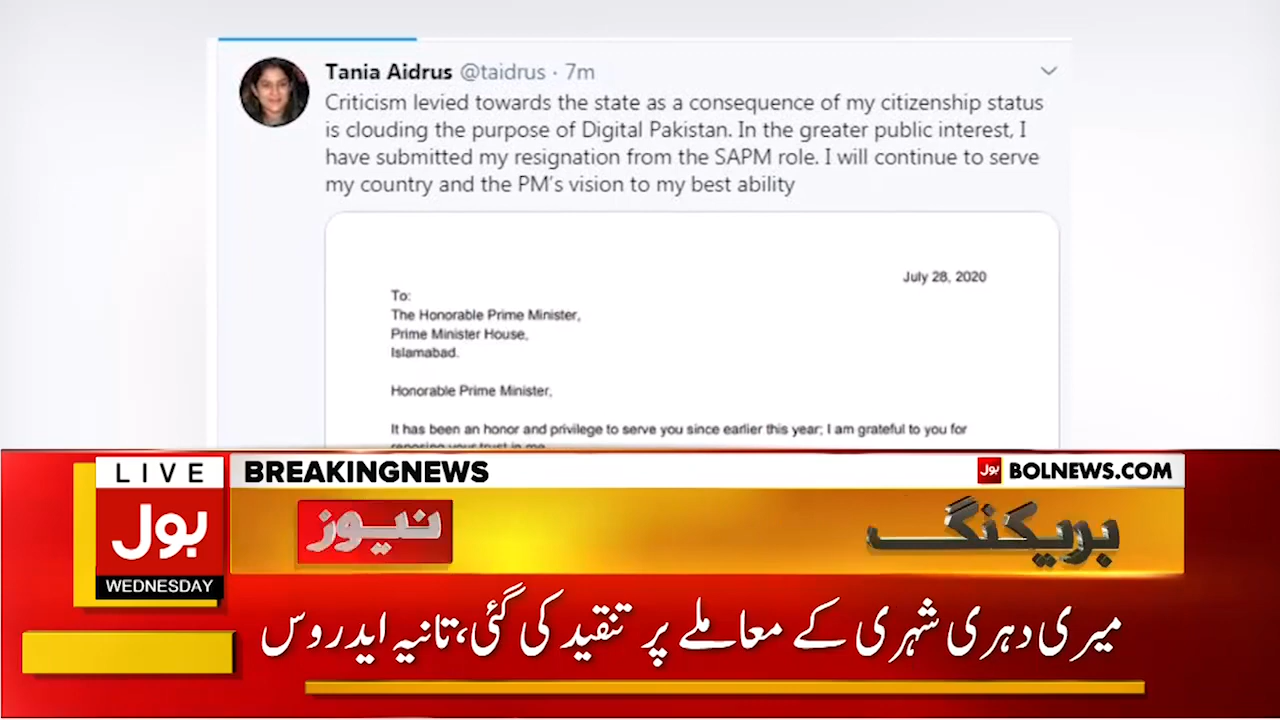 Tania Aidrus @taidrus · 7m
Criticism levied towards the state as a consequence of my citizenship status
is clouding the purpose of Digital Pakistan. In the greater public interest, I
have submitted my resignation from the SAPM role. I will continue to serve
my country and the PM's vision to my best ability
July 28, 2020
To:
The Honorable Prime Minister,
Prime Minister House,
Islamabad.
Honorable Prime Minister,
It has been an honor and privilege to serve you since earlier this year; I am grateful to you for
reposing your trust in me
LIVE
بول
WEDNESDAY
BREAKINGNEWS
بول BOLNEWS.COM
بریکنگ نیوز
میری دہری شہری کے معاملے پر تنقید کی گئی، تانیہ ایدروس